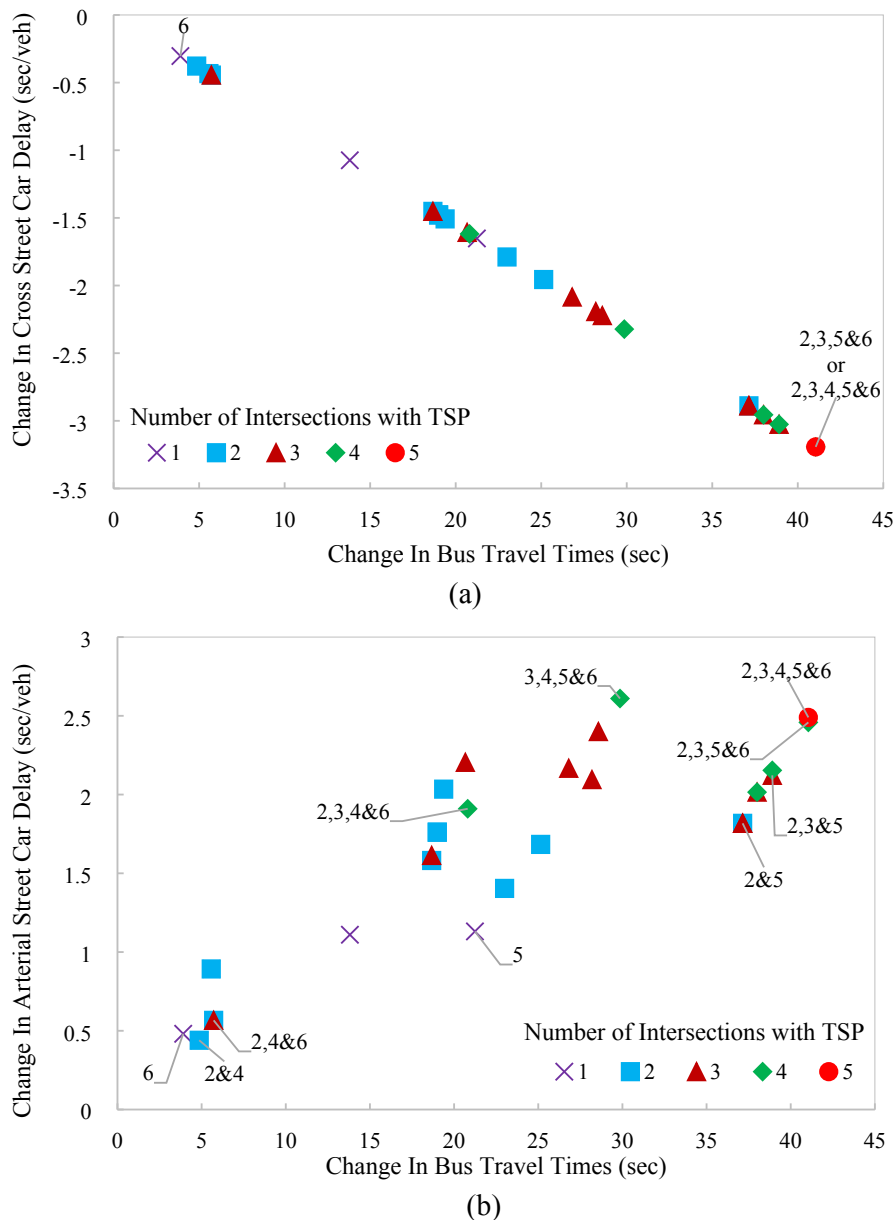 0
-0.5
-1
-1.5
-2
-2.5
-3
-3.5
Change In Cross Street Car Delay (sec/veh)
6
2,3,5&6
or
2,3,4,5&6
Number of Intersections with TSP
1 2 3 4 5
0 5 10 15 20 25 30 35 40 45
Change In Bus Travel Times (sec)
(a)
3
2.5
2
1.5
1
0.5
0
Change In Arterial Street Car Delay (sec/veh)
3,4,5&6
2,3,4,5&6
2,3,5&6
2,3,4&6
2,3&5
2&5
5
2,4&6
6
2&4
Number of Intersections with TSP
1 2 3 4 5
0 5 10 15 20 25 30 35 40 45
Change In Bus Travel Times (sec)
(b)